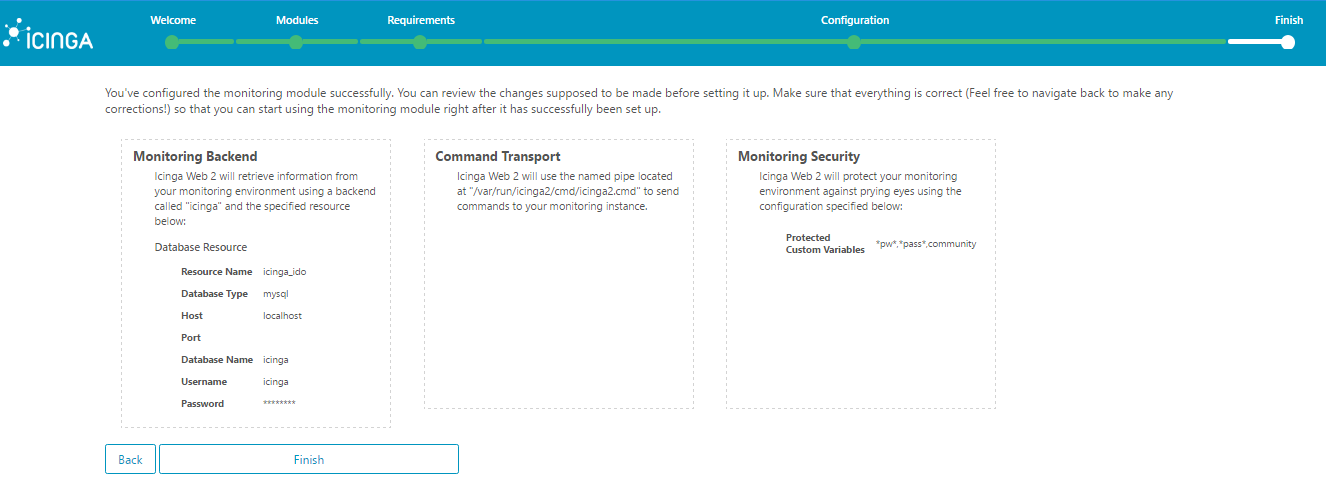 Welcome
Modules
Requirements
Configuration
Finish
icinga
You've configured the monitoring module successfully. You can review the changes supposed to be made before setting it up. Make sure that everything is correct (Feel free to navigate back to make any
corrections!) so that you can start using the monitoring module right after it has successfully been set up.
Monitoring Backend
Icinga Web 2 will retrieve information from
your monitoring environment using a backend
called "icinga" and the specified resource
below:
Database Resource
Resource Name icinga_ido
Database Type mysql
Host localhost
Port
Database Name icinga
Username icinga
Password ********
Command Transport
Icinga Web 2 will use the named pipe located
at "/var/run/icinga2/cmd/icinga2.cmd" to send
commands to your monitoring instance.
Monitoring Security
Icinga Web 2 will protect your monitoring
environment against prying eyes using the
configuration specified below:
Protected
Custom Variables *pw*,*pass*,community
Back
Finish